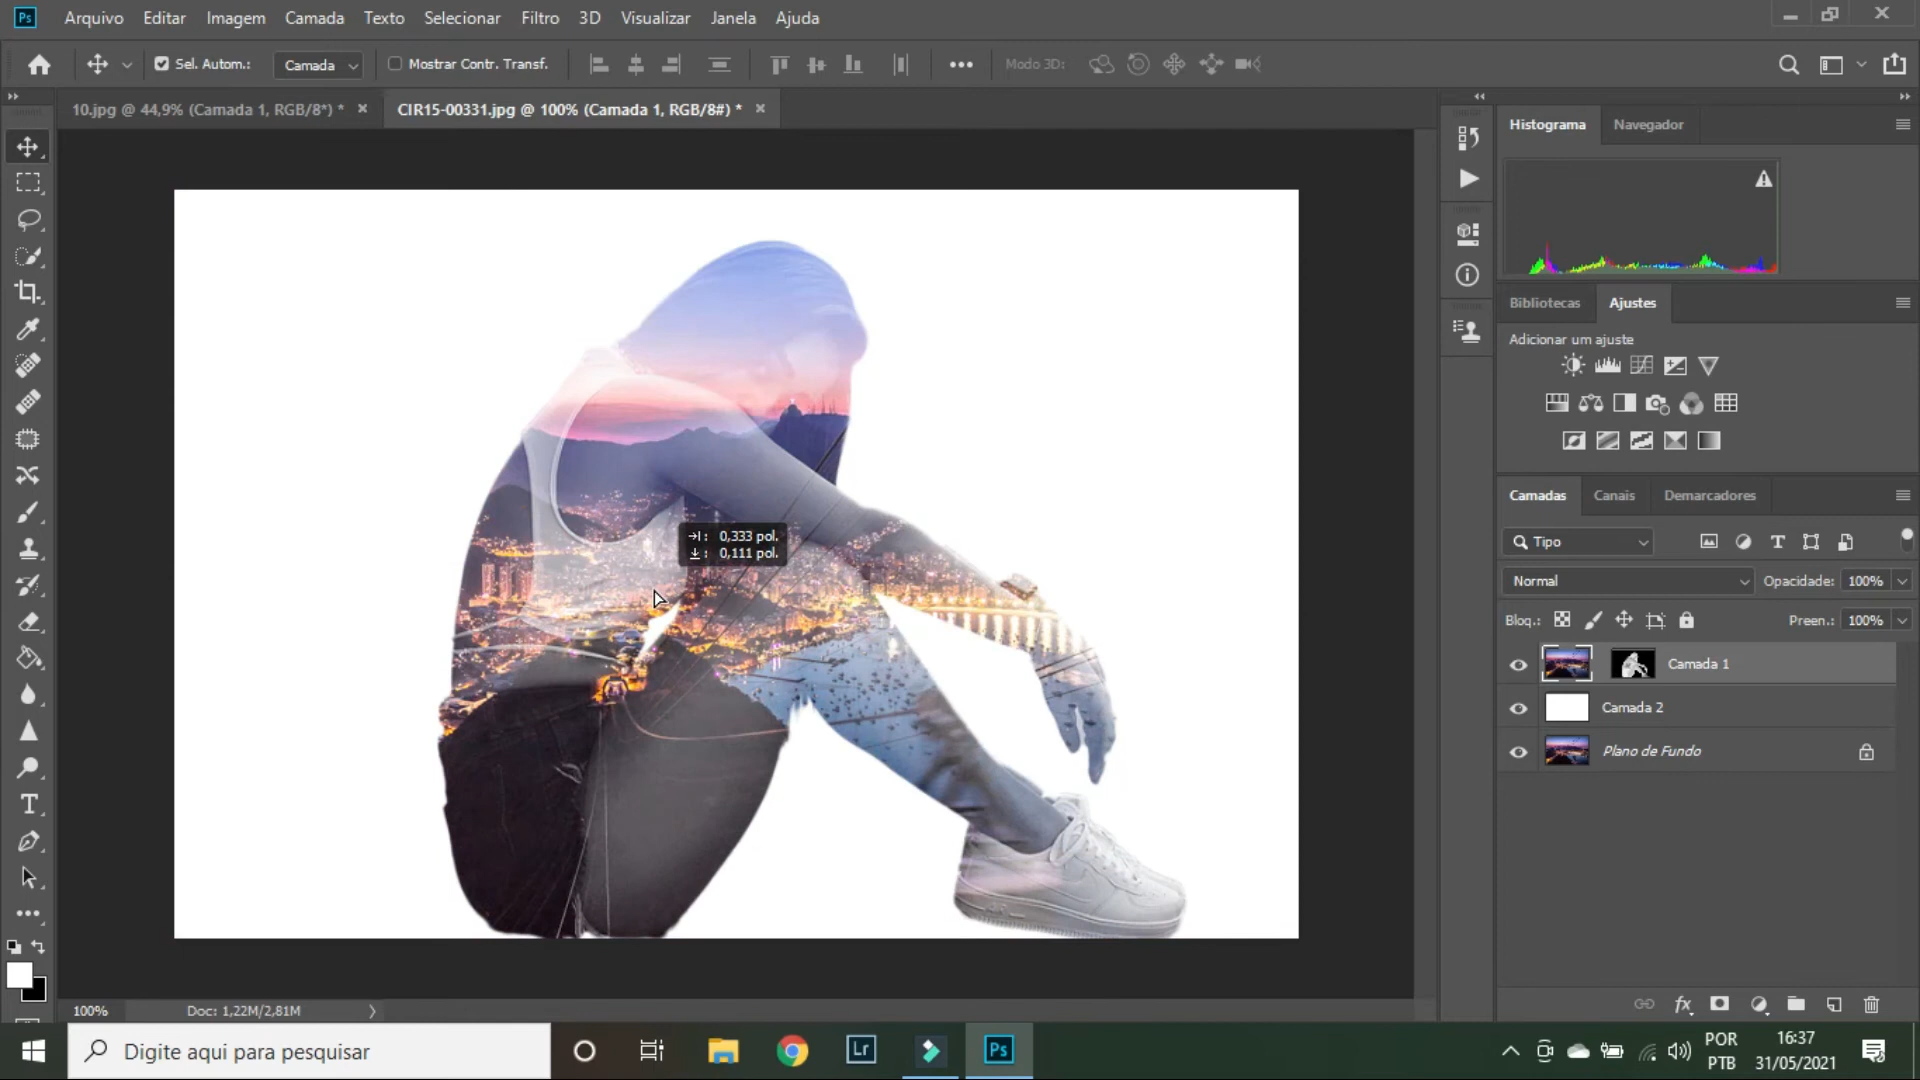 Ps Arquivo Editar Imagem Camada Texto Selecionar Filtro 3D Visualizar Janela Ajuda
Sel. Autom.: Camada Mostrar Contr. Transf. Modo 3D:
10.jpg @ 44,9% (Camada 1, RGB/8*) * CIR15-00331.jpg @ 100% (Camada 1, RGB/8#) *
Histograma Navegador
Bibliotecas Ajustes
Adicionar um ajuste
Camadas Canais Demarcadores
Tipo
Normal Opacidade: 100%
Bloq.: Preen.: 100%
Camada 1
Camada 2
Plano de Fundo
0,333 pol.
0,111 pol.
100% Doc: 1,22M/2,81M
Digite aqui para pesquisar
Lr
Ps
POR
PTB
16:37
31/05/2021